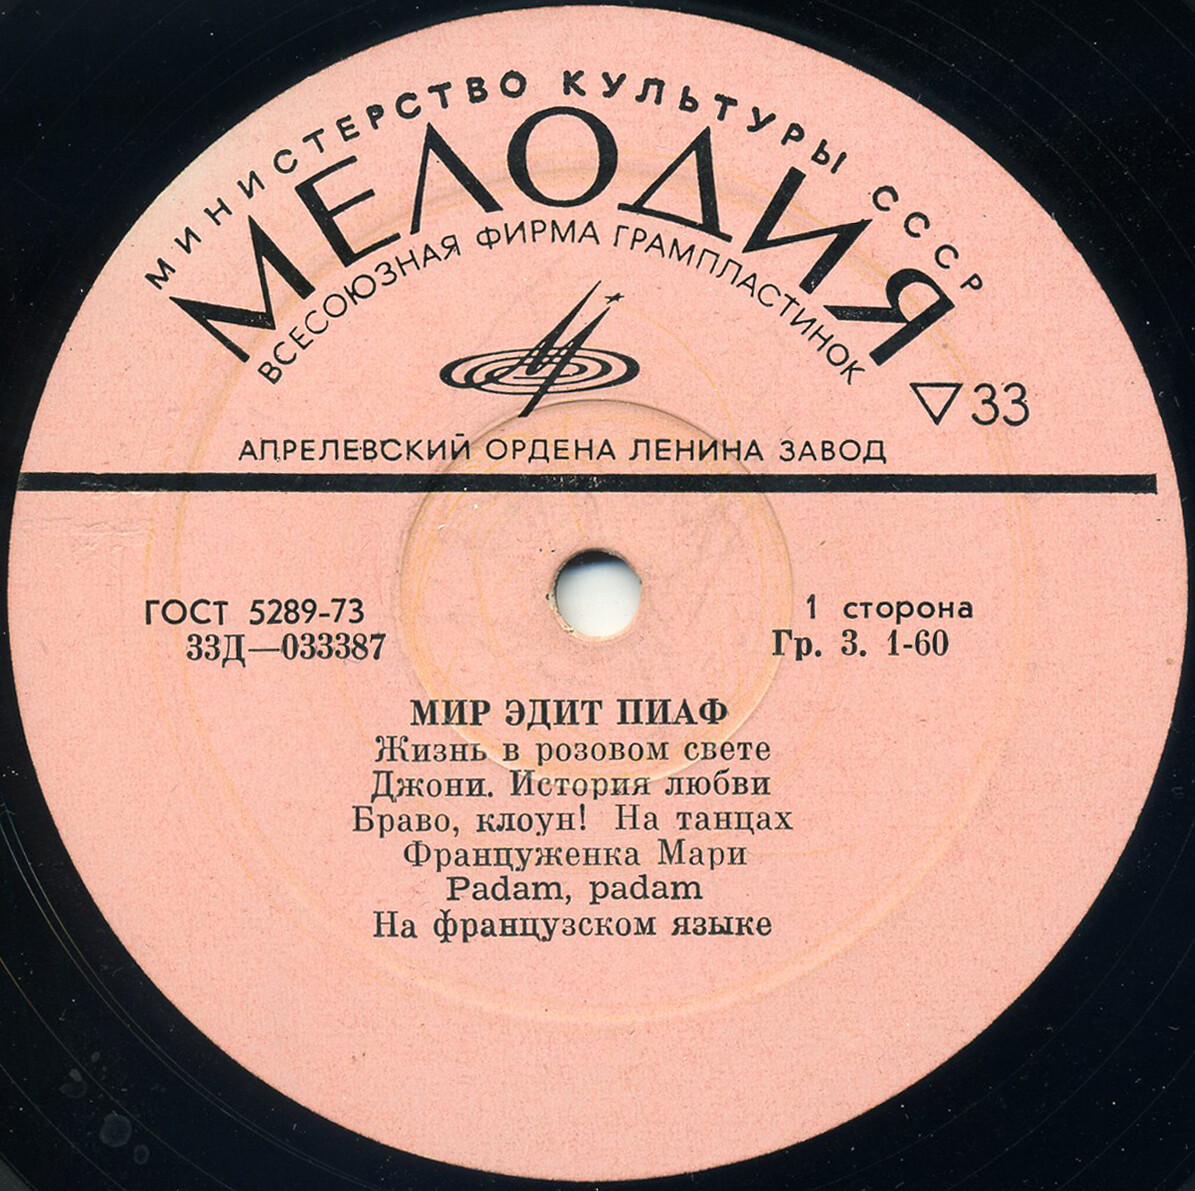 МИНИСТЕРСТВО КУЛЬТУРЫ СССР
МЕЛОДИЯ
ВСЕСОЮЗНАЯ ФИРМА ГРАМПЛАСТИНОК
33
АПРЕЛЕВСКИЙ ОРДЕНА ЛЕНИНА ЗАВОД
ГОСТ 5289-73
33Д—033387
1 сторона
Гр. 3. 1-60
МИР ЭДИТ ПИАФ
Жизнь в розовом свете
Джони. История любви
Браво, клоун! На танцах
Француженка Мари
Padam, padam
На французском языке